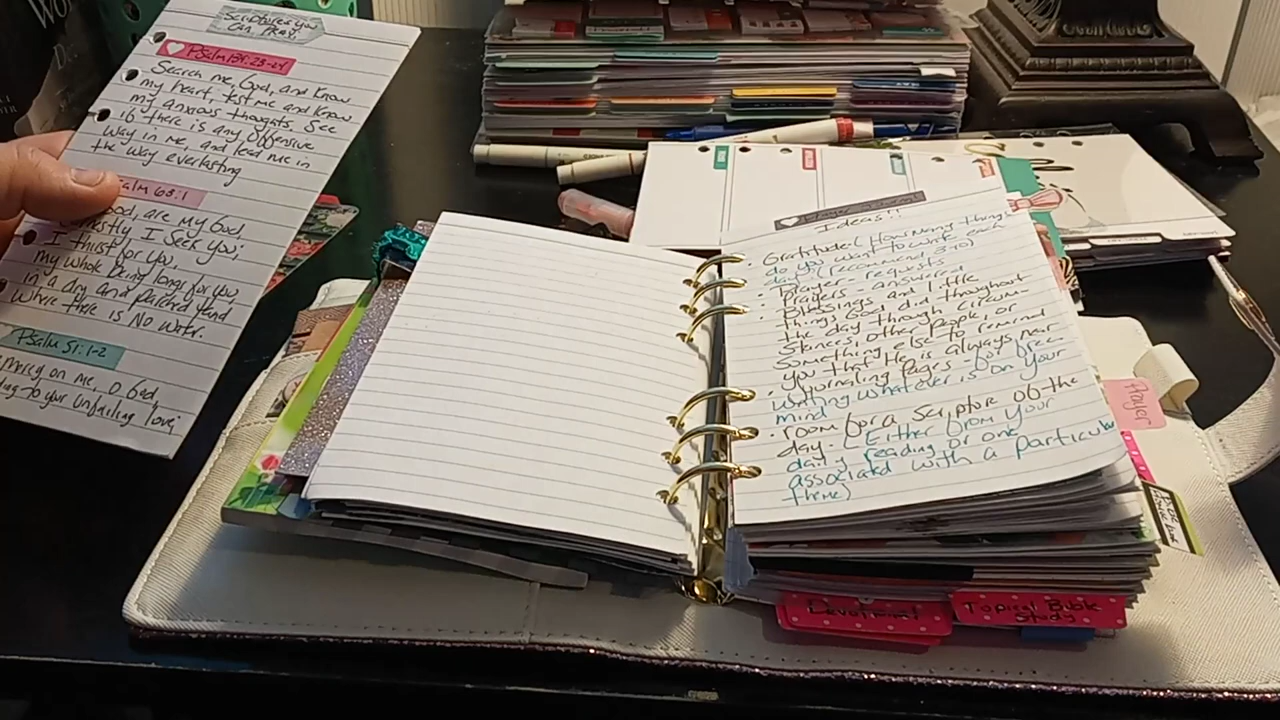 Scriptures you
can PRAY!
Psalm 139:23-24
Search me, God, and know
my heart, test me and know
my anxious thoughts. See
if there is any offensive
way in me, and lead me in
the way everlasting
Psalm 63:1
God, are my God,
I seek you;
I thirst for you,
my whole being longs for you,
in a dry and parched land
where there is No water.
Psalm 51:1-2
mercy on me, O God,
to your unfailing love;
Ideas!!
• Gratitude (How many things
do you want to write each
day (recommend 3-10)
• Prayer - requests
• Prayers - answered
• Blessings and little
things God did throughout
the day through circum-
stances, other people, or
something else to remind
you that He is always near
• journaling pages - for free
writing whatever is on your
mind
• room for a scripture of the
day. (Either from your
daily reading or one
associated with a particular
theme)
Prayer
Devotional
Topical Bible
Study